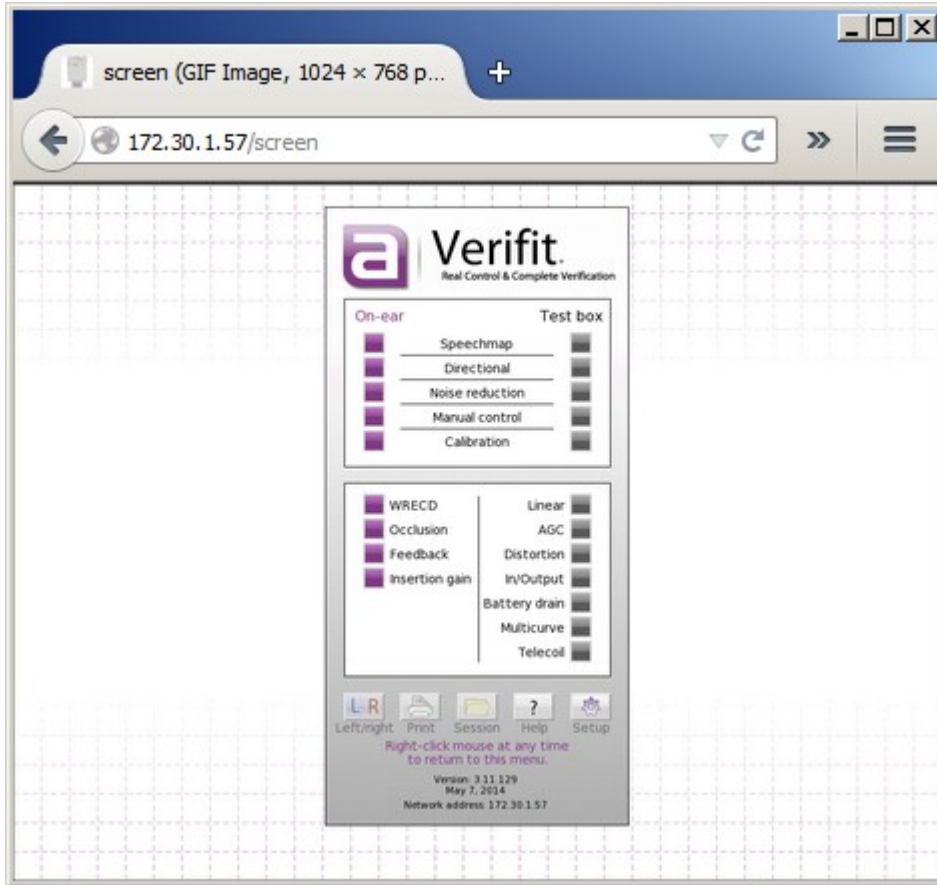 screen (GIF Image, 1024 × 768 p...
172.30.1.57/screen
a Verifit
Real Control & Complete Verification
On-ear Test box
Speechmap
Directional
Noise reduction
Manual control
Calibration
WRECD Linear
Occlusion AGC
Feedback Distortion
Insertion gain In/Output
Battery drain
Multicurve
Telecoil
L R ?
Left/right Print Session Help Setup
Right-click mouse at any time
to return to this menu.
Version: 3.11.129
May 7, 2014
Network address: 172.30.1.57